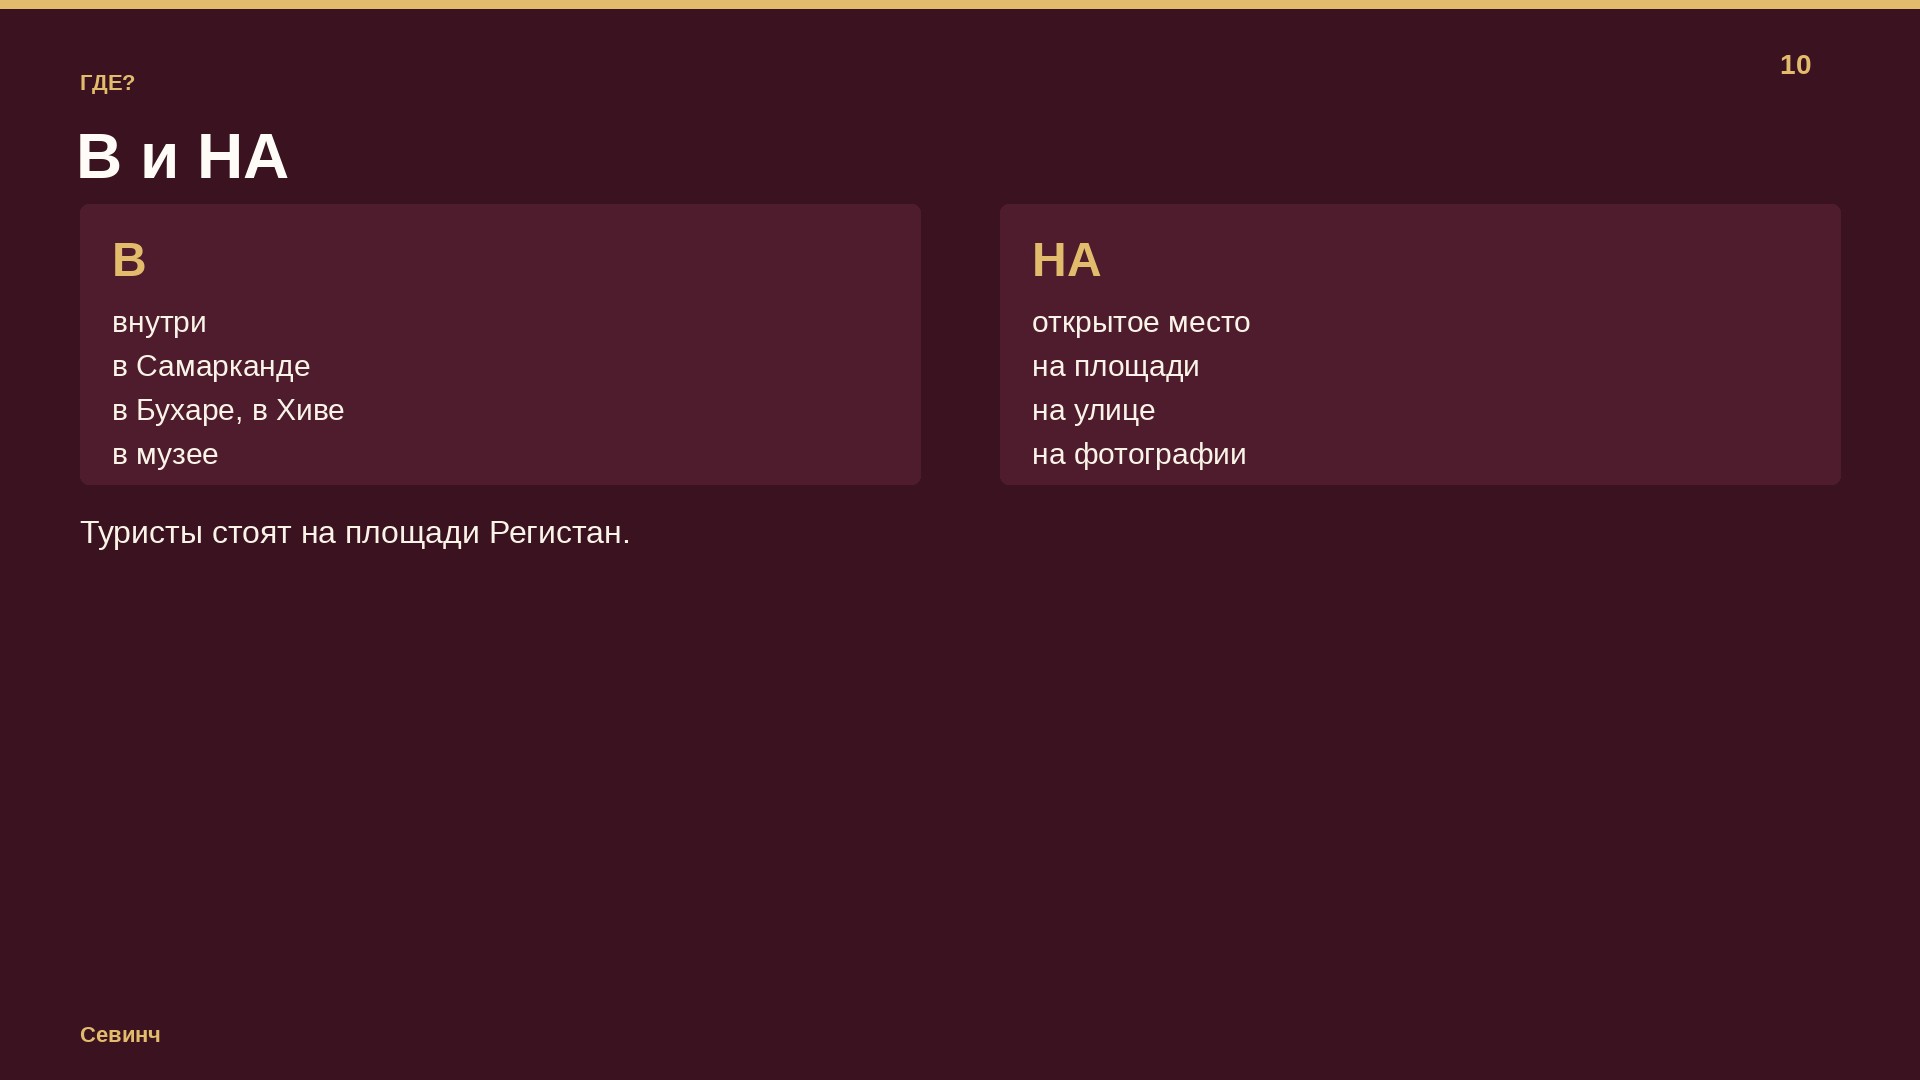 ГДЕ?
10
В и НА
В
внутри
в Самарканде
в Бухаре, в Хиве
в музее
НА
открытое место
на площади
на улице
на фотографии
Туристы стоят на площади Регистан.
Севинч